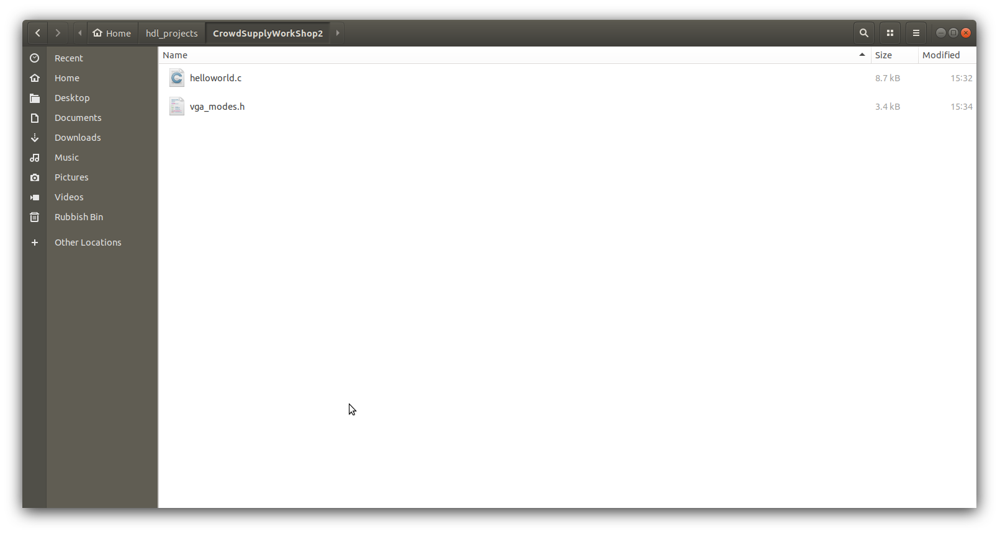 Home hdl_projects CrowdSupplyWorkShop2
Recent
Home
Desktop
Documents
Downloads
Music
Pictures
Videos
Rubbish Bin
Other Locations
Name Size Modified
helloworld.c 8.7 kB 15:32
vga_modes.h 3.4 kB 15:34